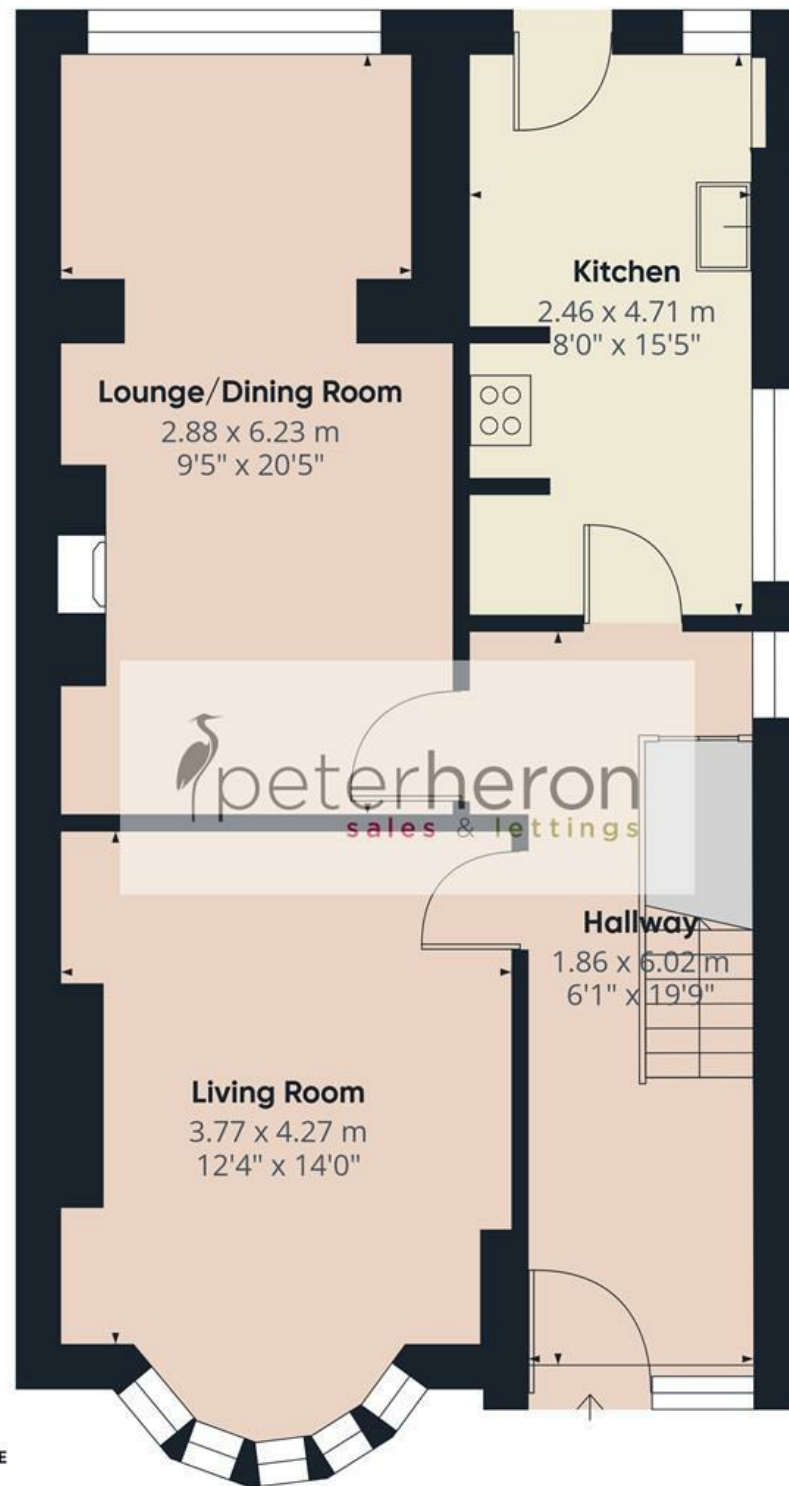 Kitchen
2.46 x 4.71 m
8'0" x 15'5"
Lounge/Dining Room
2.88 x 6.23 m
9'5" x 20'5"
peterheron
sales & lettings
Hallway
1.86 x 6.02 m
6'1" x 19'9"
Living Room
3.77 x 4.27 m
12'4" x 14'0"
E